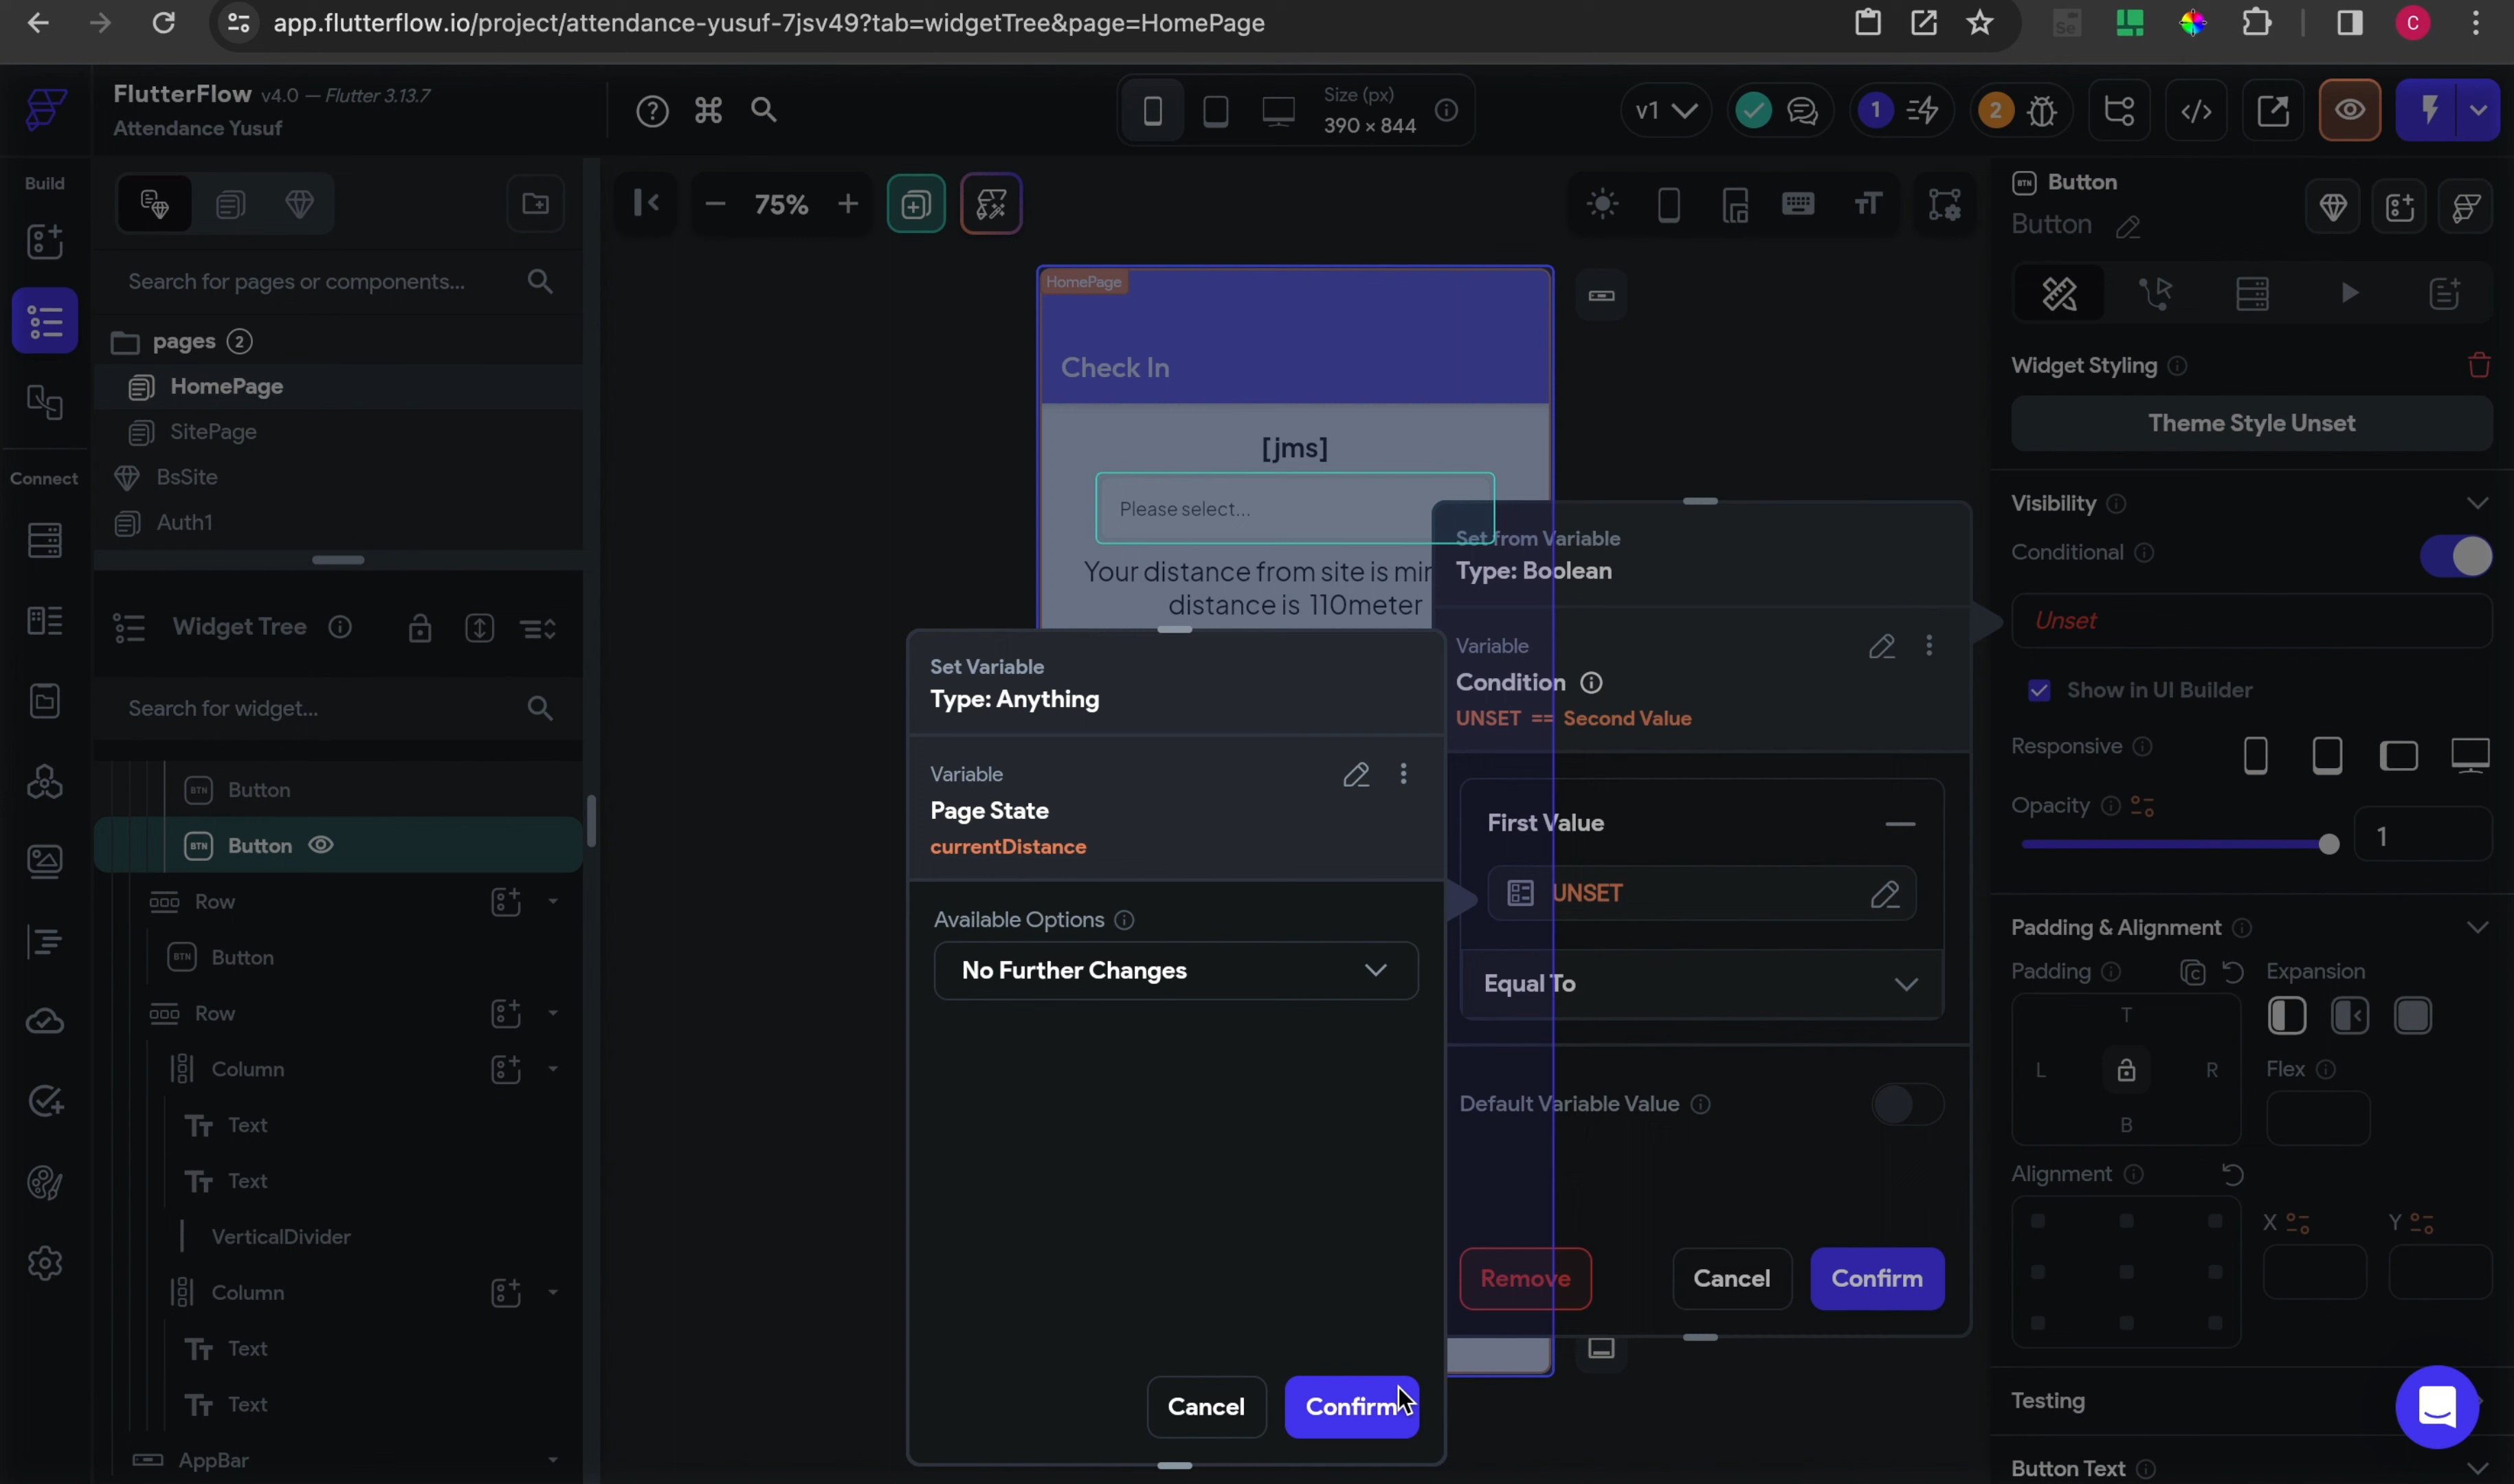 app.flutterflow.io/project/attendance-yusuf-7jsv49?tab=widgetTree&page=HomePage
C
FlutterFlow v4.0 — Flutter 3.13.7
Attendance Yusuf
Size (px)
390 × 844
v1
1
2
Build
Connect
75%
Search for pages or components...
pages 2
HomePage
SitePage
BsSite
Auth1
Widget Tree
Search for widget...
BTN Button
BTN Button
Row
BTN Button
Row
Column
Text
Text
VerticalDivider
Column
Text
Text
AppBar
HomePage
Check In
[jms]
Please select...
Your distance from site is mir
distance is 110meter
Set Variable
Type: Anything
Variable
Page State
currentDistance
Available Options
No Further Changes
Cancel
Confirm
Set from Variable
Type: Boolean
Variable
Condition
UNSET == Second Value
First Value
UNSET
Equal To
Default Variable Value
Remove
Cancel
Confirm
BTN Button
Button
Widget Styling
Theme Style Unset
Visibility
Conditional
Unset
Show in UI Builder
Responsive
Opacity
1
Padding & Alignment
Padding
Expansion
T
L
R
B
Flex
Alignment
X
Y
Testing
Button Text